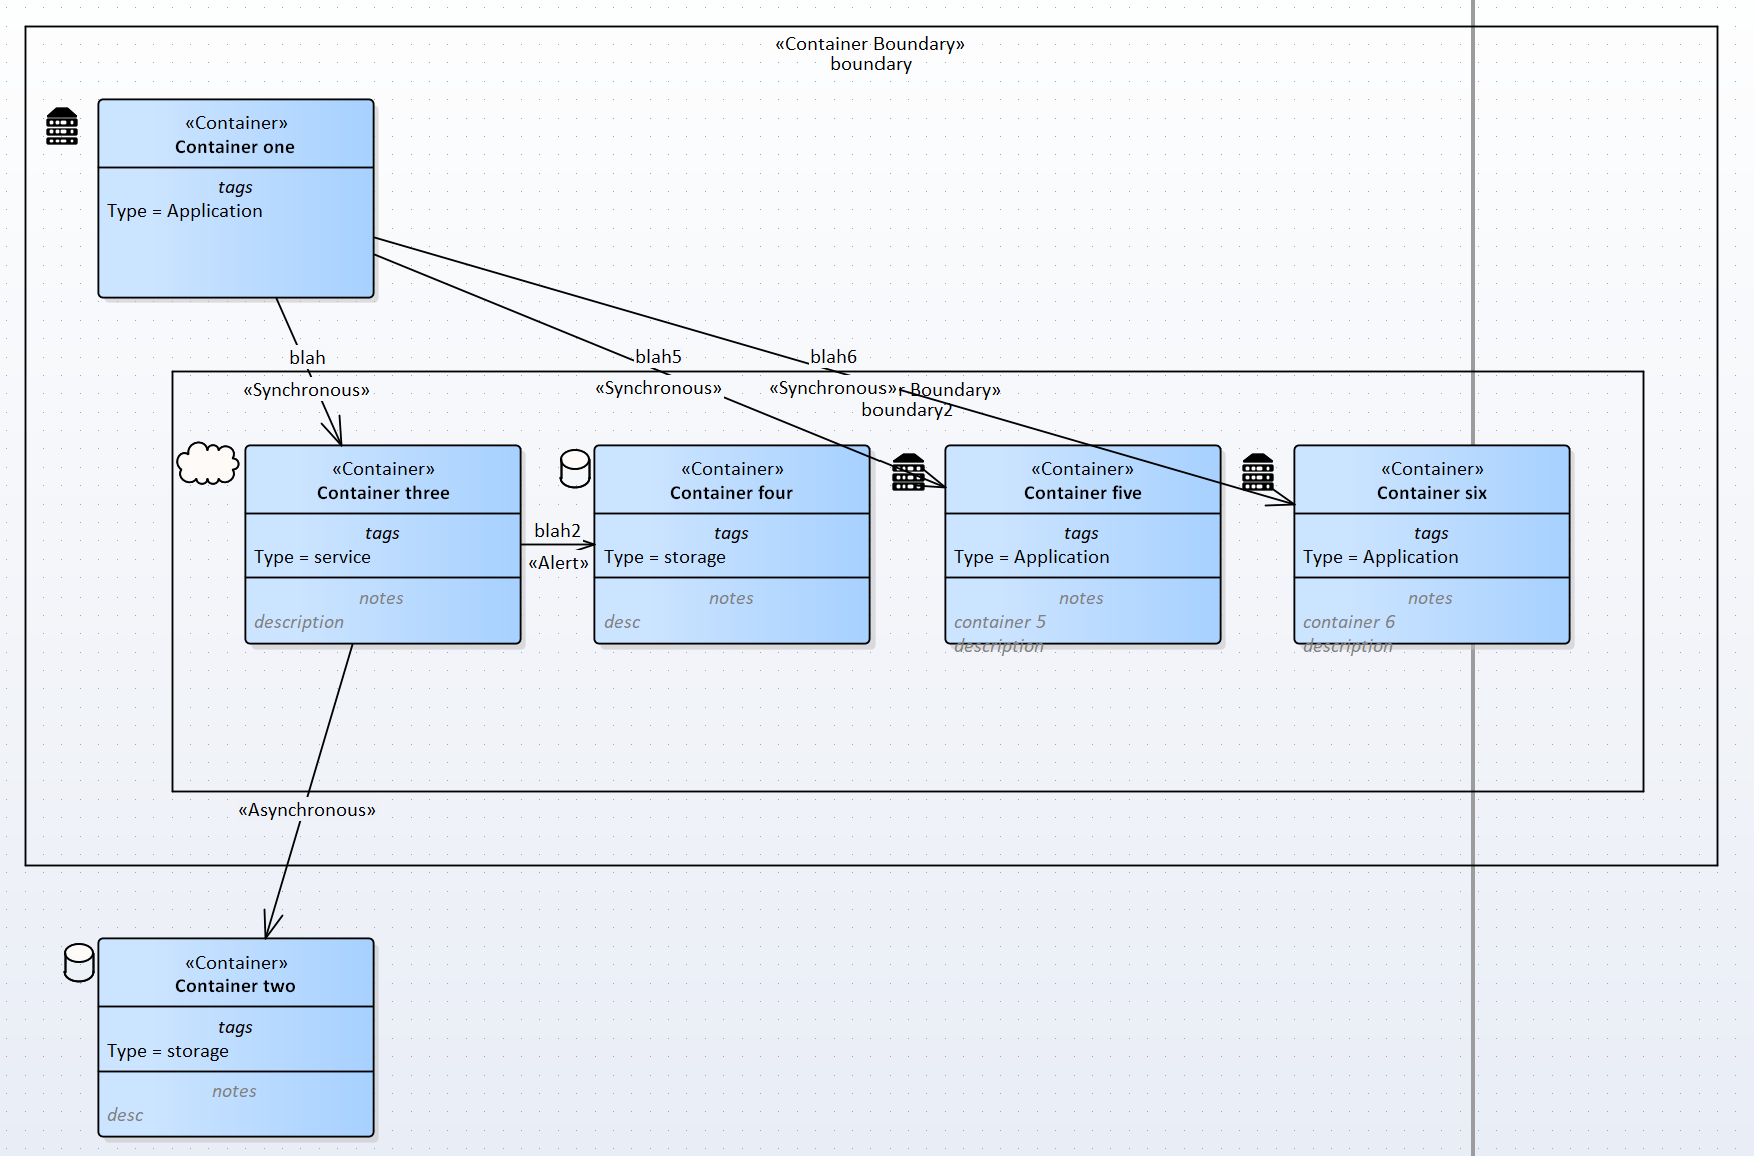 «Container Boundary»
boundary
«Container»
Container one
tags
Type = Application
blah
«Synchronous»
blah5
«Synchronous»
blah6
«Synchronous»
r Boundary»
boundary2
«Container»
Container three
tags
Type = service
notes
description
blah2
«Alert»
«Container»
Container four
tags
Type = storage
notes
desc
«Container»
Container five
tags
Type = Application
notes
container 5
description
«Container»
Container six
tags
Type = Application
notes
container 6
description
«Asynchronous»
«Container»
Container two
tags
Type = storage
notes
desc